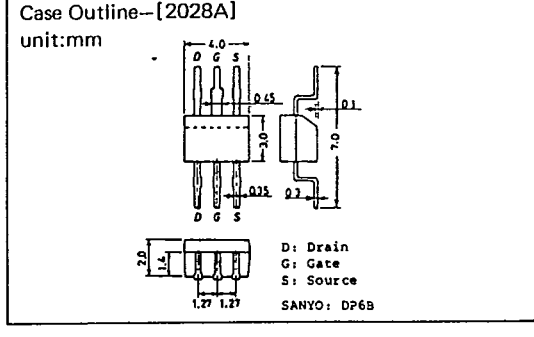 Case Outline—[2028A]
unit:mm
4.0
D G S
0.45
3.0
0.1
7.0
0.35
0.3
D G S
2.0
1.4
1.27 1.27
D: Drain
G: Gate
S: Source
SANYO: DP6B